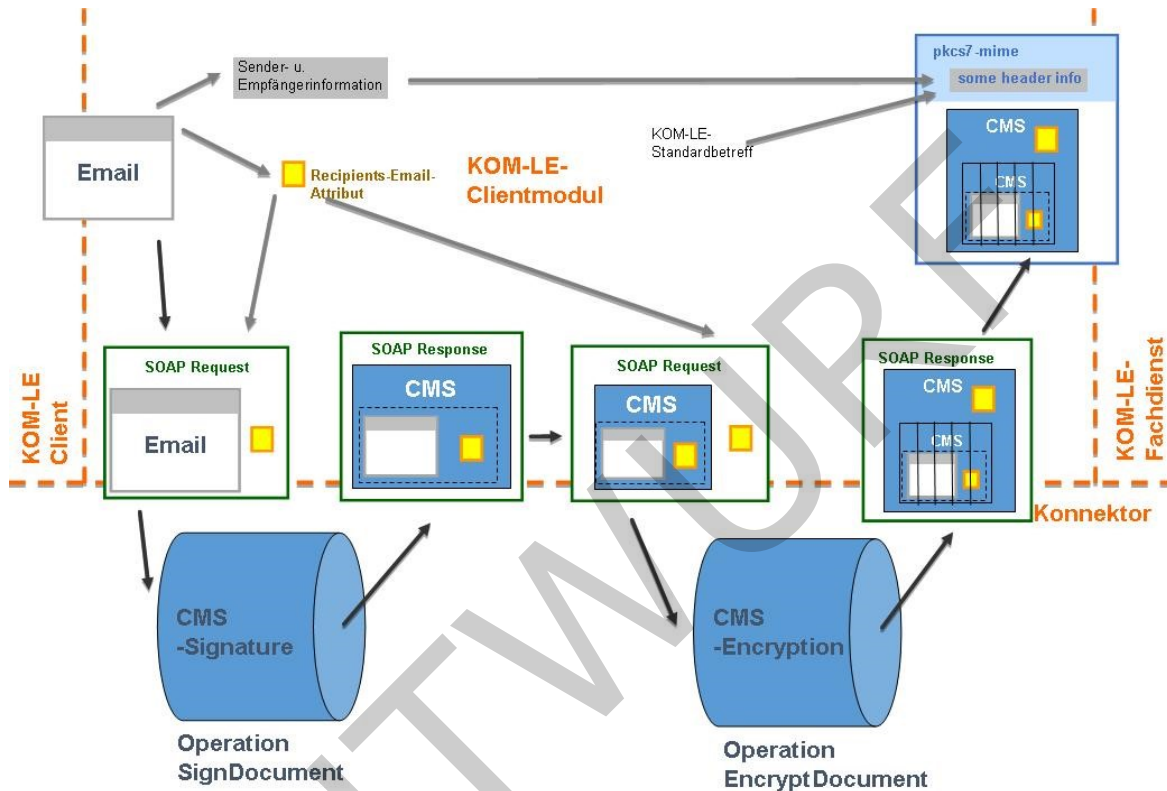 Sender- u.
Empfängerinformation
pkcs7-mime
some header info
KOM-LE-
Standardbetreff
CMS
CMS
Email
Recipients-Email-
Attribut
KOM-LE-
Clientmodul
KOM-LE
Client
SOAP Request
Email
SOAP Response
CMS
SOAP Request
CMS
SOAP Response
CMS
CMS
KOM-LE-
Fachdienst
Konnektor
CMS
-Signature
CMS
-Encryption
Operation
SignDocument
Operation
EncryptDocument
NTWURF